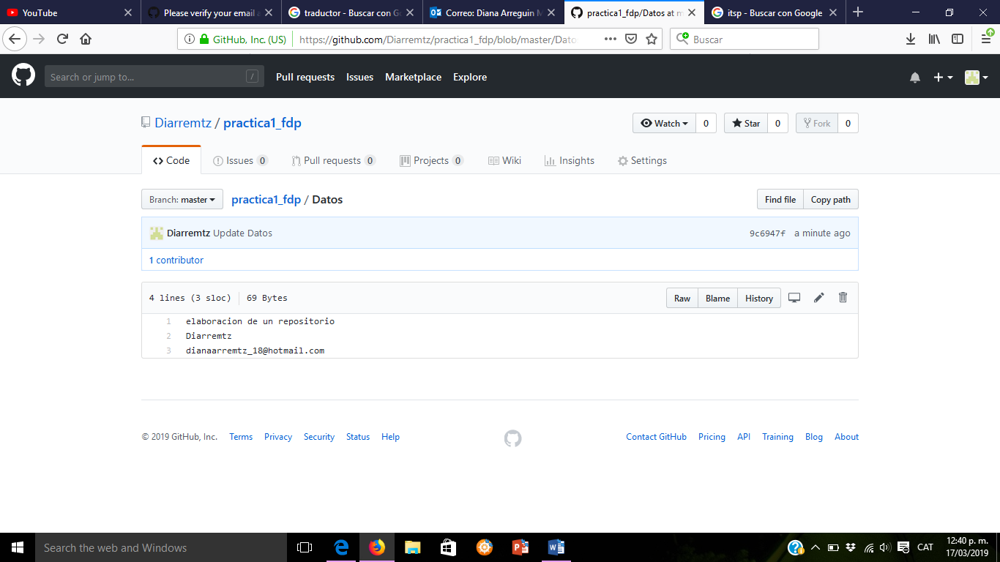 YouTube
Please verify your email a
traductor - Buscar con G
Correo: Diana Arreguin M
practica1_fdp/Datos at m
itsp - Buscar con Google
GitHub, Inc. (US)
https://github.com/Diarremtz/practica1_fdp/blob/master/Dato
Buscar
Search or jump to...
/
Pull requests
Issues
Marketplace
Explore
Diarremtz / practica1_fdp
Watch
0
Star
0
Fork
0
Code
Issues 0
Pull requests 0
Projects 0
Wiki
Insights
Settings
Branch: master
practica1_fdp / Datos
Find file
Copy path
Diarremtz Update Datos
9c6947f
a minute ago
1 contributor
4 lines (3 sloc)
69 Bytes
Raw
Blame
History
1 elaboracion de un repositorio
2 Diarremtz
3 dianaarremtz_18@hotmail.com
© 2019 GitHub, Inc.
Terms
Privacy
Security
Status
Help
Contact GitHub
Pricing
API
Training
Blog
About
Search the web and Windows
CAT
12:40 p. m.
17/03/2019